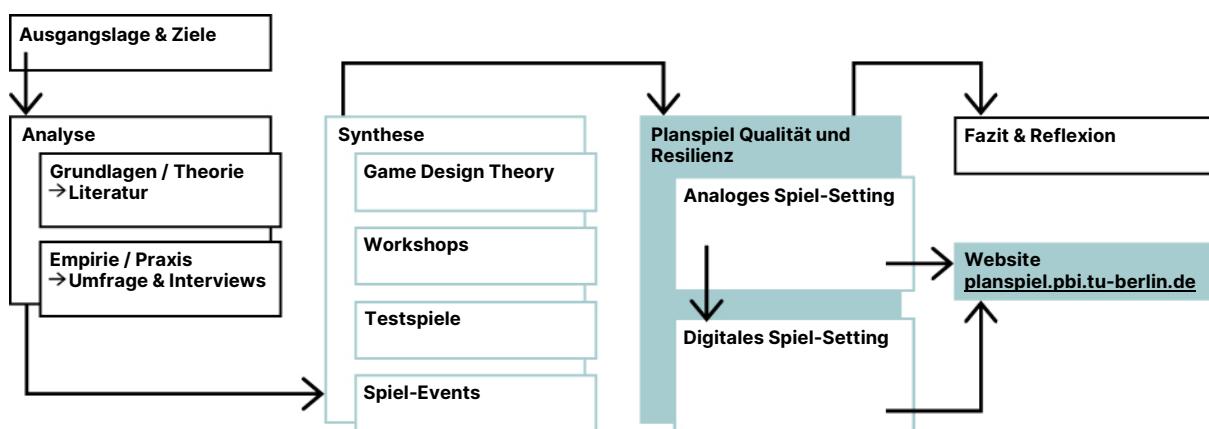 Ausgangslage & Ziele
Analyse
Grundlagen / Theorie
→ Literatur
Empirie / Praxis
→ Umfrage & Interviews
Synthese
Game Design Theory
Workshops
Testspiele
Spiel-Events
Planspiel Qualität und
Resilienz
Analoges Spiel-Setting
Digitales Spiel-Setting
Fazit & Reflexion
Website
planspiel.pbi.tu-berlin.de